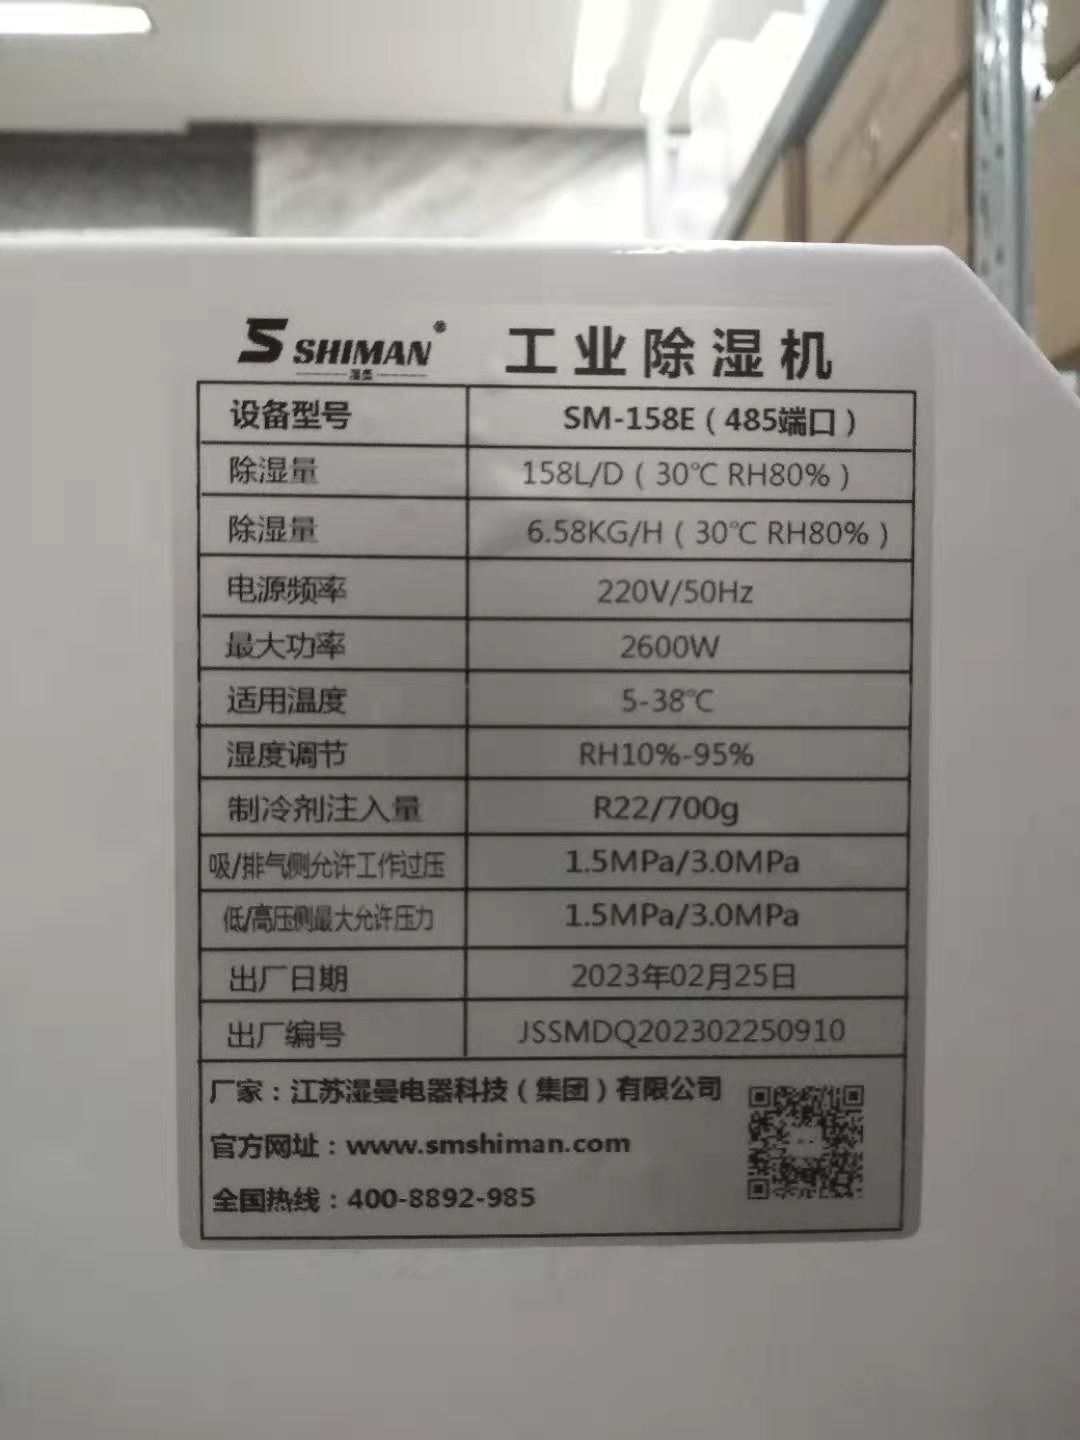 SSHIMAN® 工业除湿机
湿曼
设备型号 SM-158E（485端口）
除湿量 158L/D（30℃ RH80%）
除湿量 6.58KG/H（30℃ RH80%）
电源频率 220V/50Hz
最大功率 2600W
适用温度 5-38℃
湿度调节 RH10%-95%
制冷剂注入量 R22/700g
吸/排气侧允许工作过压 1.5MPa/3.0MPa
低/高压侧最大允许压力 1.5MPa/3.0MPa
出厂日期 2023年02月25日
出厂编号 JSSMDQ202302250910
厂家：江苏湿曼电器科技（集团）有限公司
官方网址：www.smshiman.com
全国热线：400-8892-985